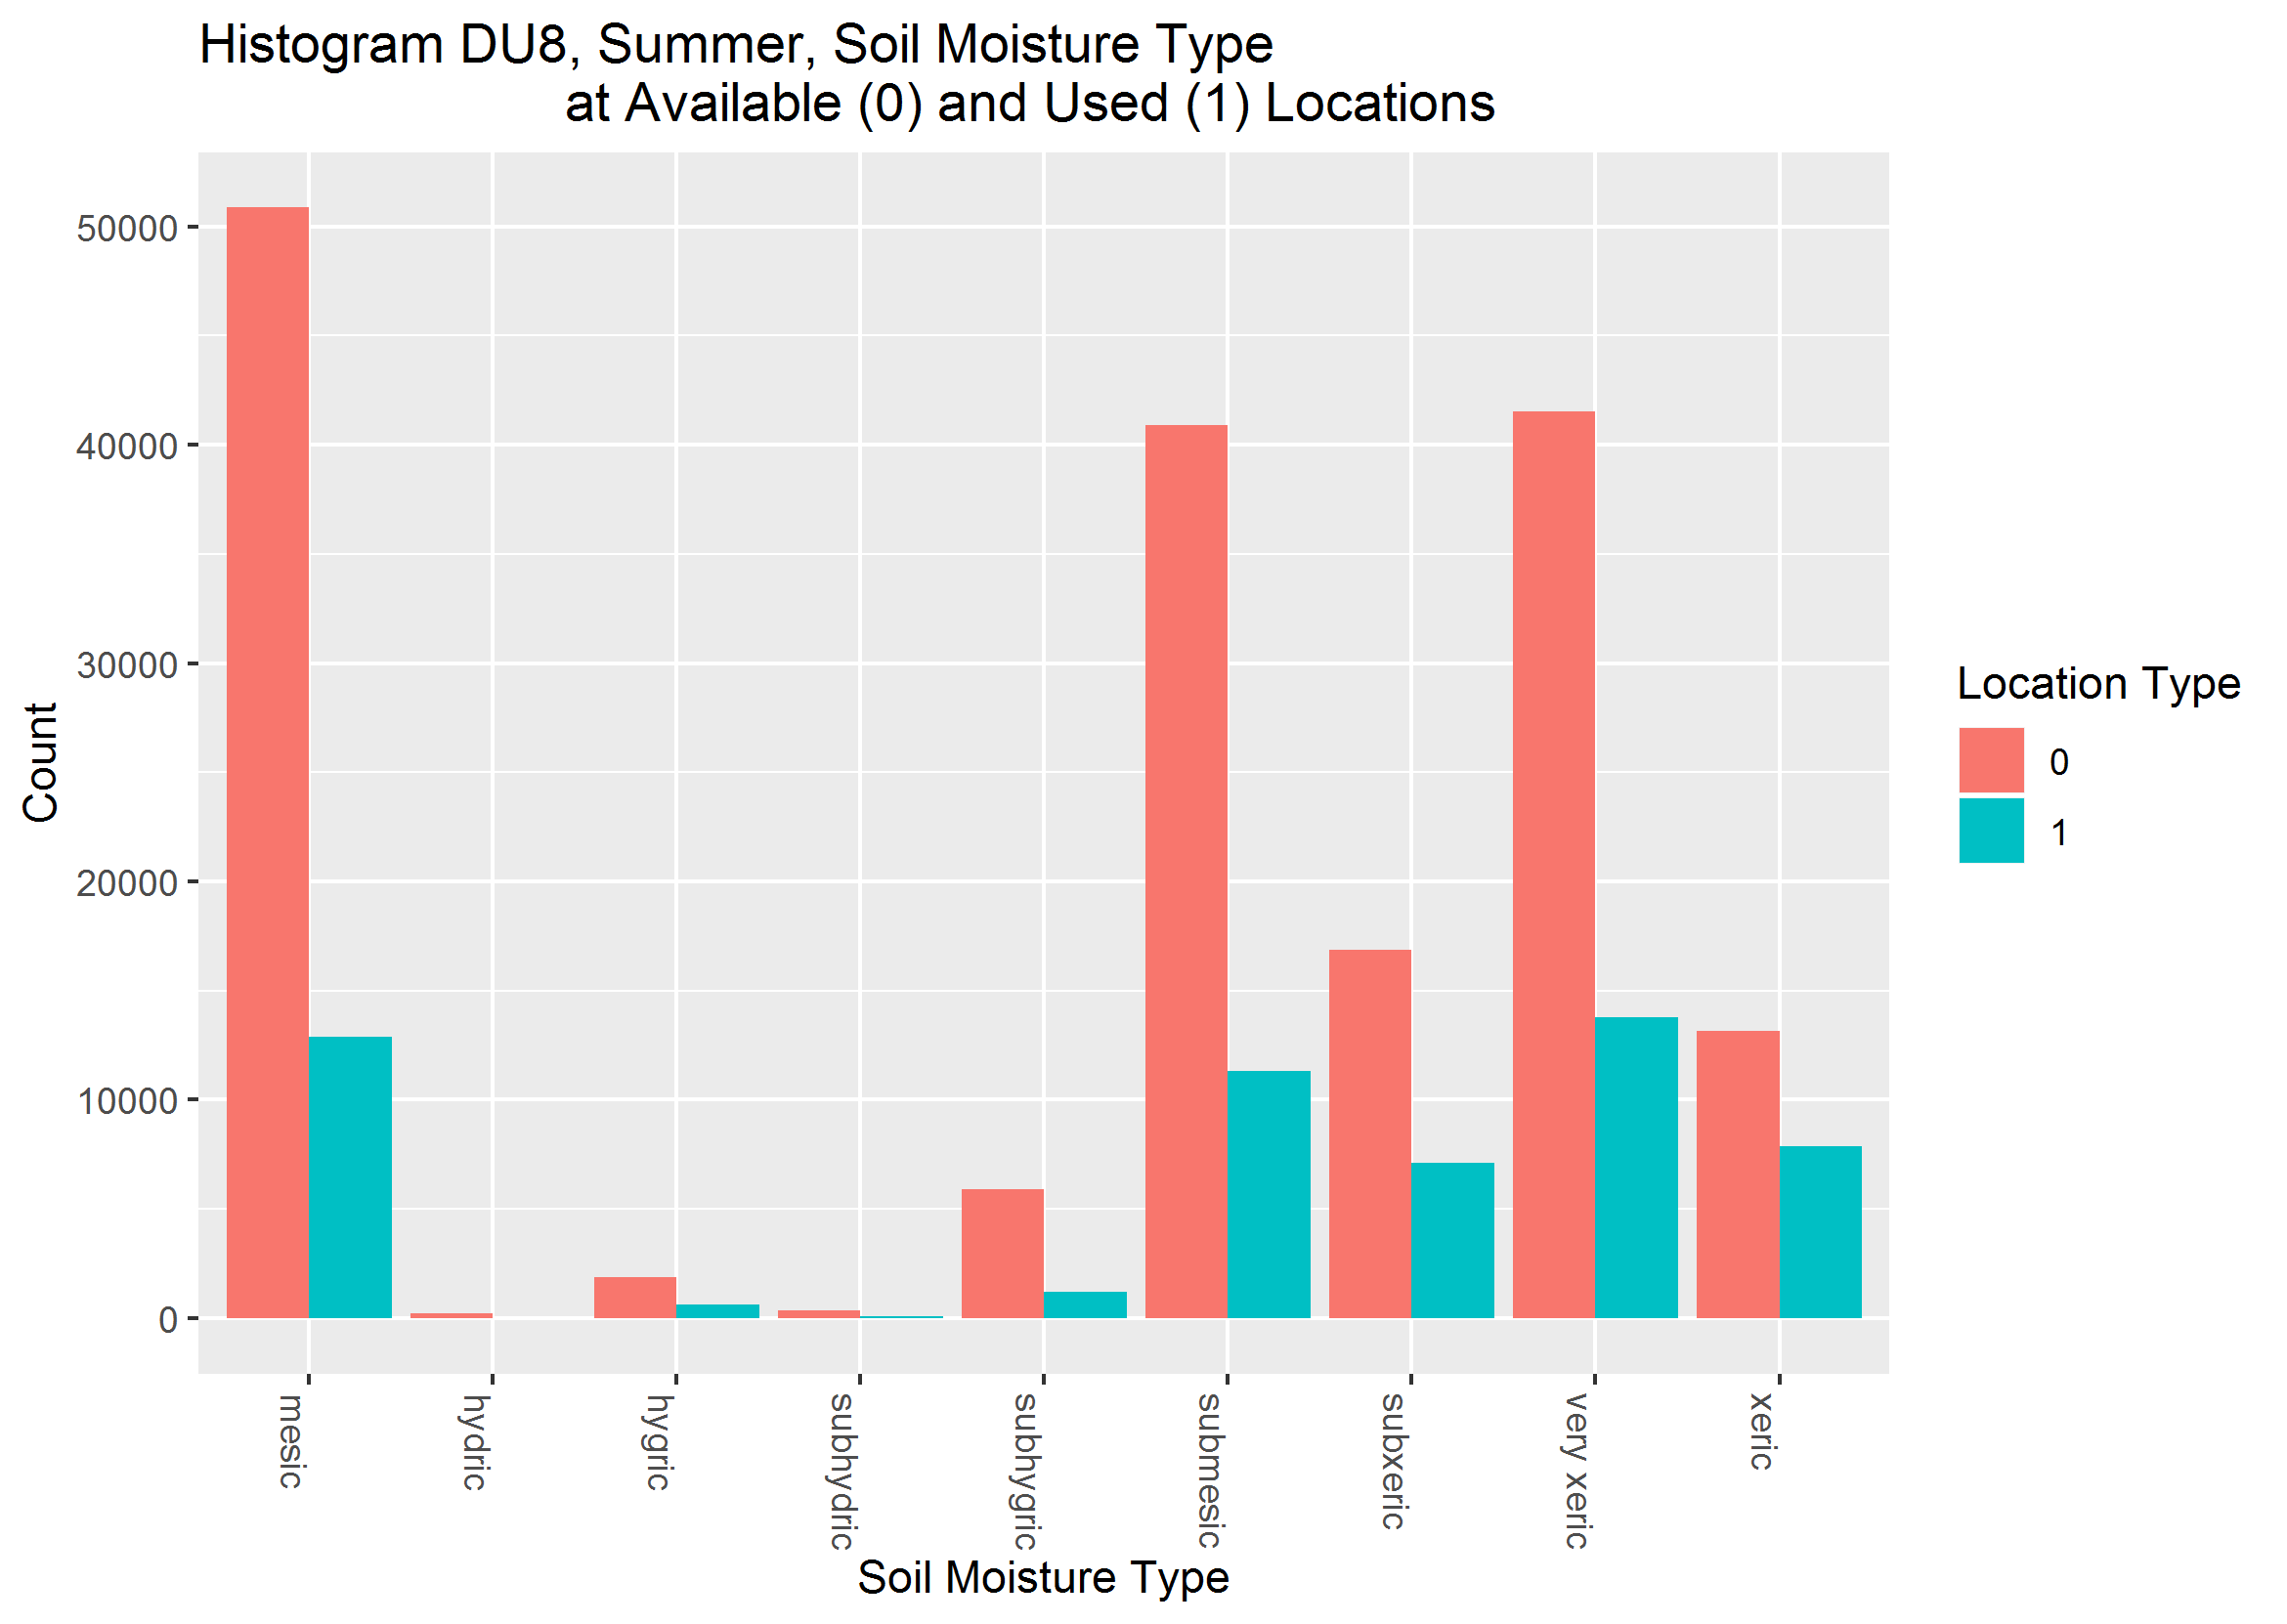 Histogram DU8, Summer, Soil Moisture Type
at Available (0) and Used (1) Locations
50000
40000
30000
20000
10000
0
Count
mesic
hydric
hygric
subhydric
subhygric
submesic
subxeric
very xeric
xeric
Soil Moisture Type
Location Type
0
1